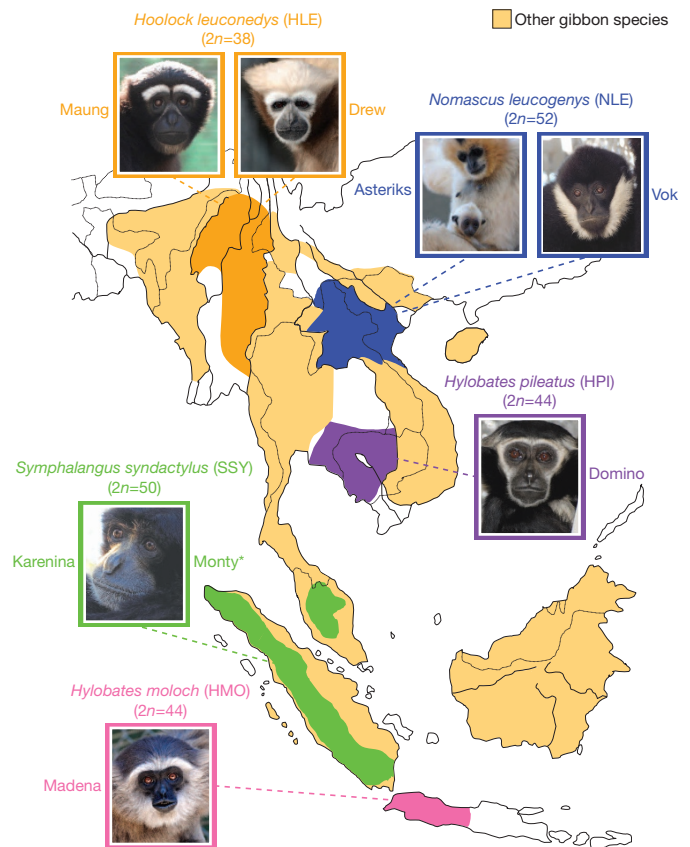 Hoolock leuconedys (HLE)
(2n=38)
Other gibbon species
Maung
Drew
Nomascus leucogenys (NLE)
(2n=52)
Asteriks
Vok
Hylobates pileatus (HPI)
(2n=44)
Domino
Symphalangus syndactylus (SSY)
(2n=50)
Karenina
Monty*
Hylobates moloch (HMO)
(2n=44)
Madena